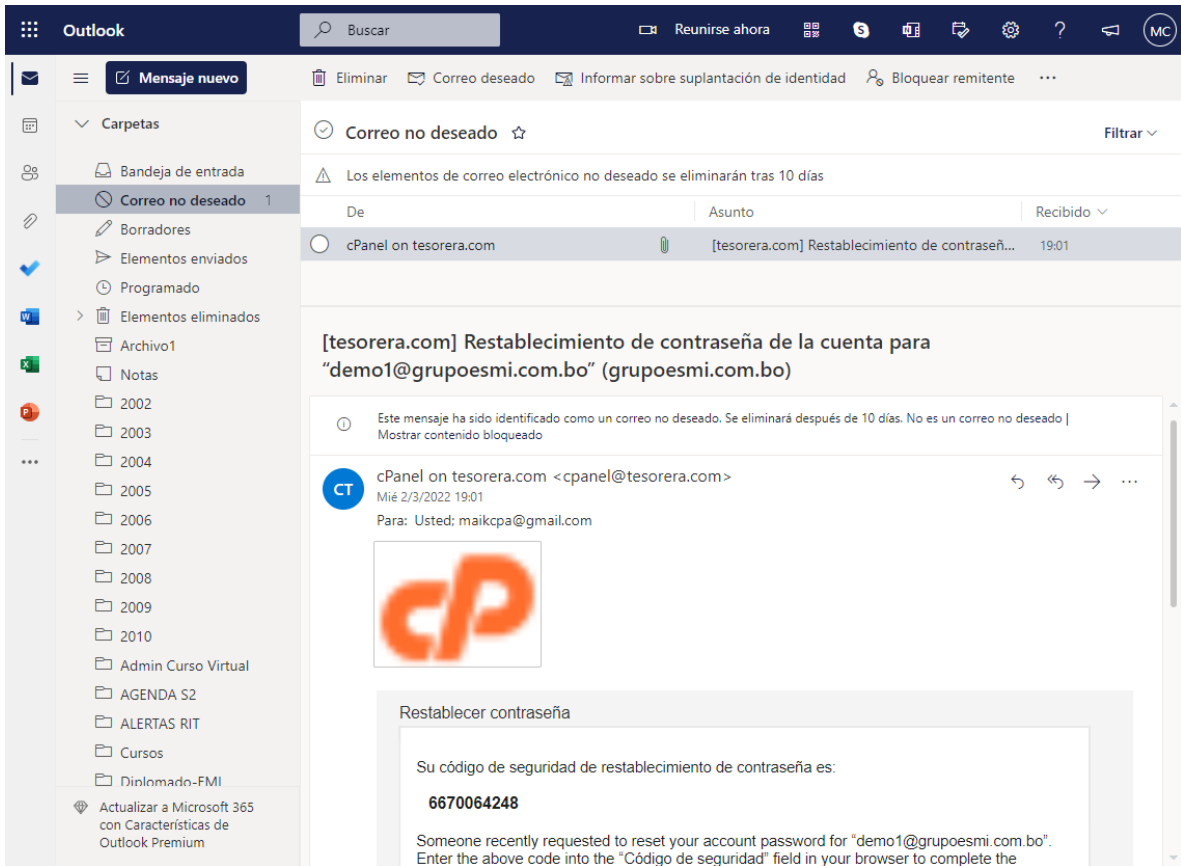 Outlook
Buscar
Reunirse ahora
MC
Mensaje nuevo
Eliminar
Correo deseado
Informar sobre suplantación de identidad
Bloquear remitente
Carpetas
Bandeja de entrada
Correo no deseado 1
Borradores
Elementos enviados
Programado
Elementos eliminados
Archivo1
Notas
2002
2003
2004
2005
2006
2007
2008
2009
2010
Admin Curso Virtual
AGENDA S2
ALERTAS RIT
Cursos
Diplomado-EMI
Actualizar a Microsoft 365
con Características de
Outlook Premium
Correo no deseado
Filtrar
Los elementos de correo electrónico no deseado se eliminarán tras 10 días
De Asunto Recibido
cPanel on tesorera.com [tesorera.com] Restablecimiento de contraseñ... 19:01
[tesorera.com] Restablecimiento de contraseña de la cuenta para
“demo1@grupoesmi.com.bo” (grupoesmi.com.bo)
Este mensaje ha sido identificado como un correo no deseado. Se eliminará después de 10 días. No es un correo no deseado |
Mostrar contenido bloqueado
CT
cPanel on tesorera.com <cpanel@tesorera.com>
Mié 2/3/2022 19:01
Para: Usted; maikcpa@gmail.com
cP
Restablecer contraseña
Su código de seguridad de restablecimiento de contraseña es:
6670064248
Someone recently requested to reset your account password for “demo1@grupoesmi.com.bo”.
Enter the above code into the “Código de seguridad” field in your browser to complete the